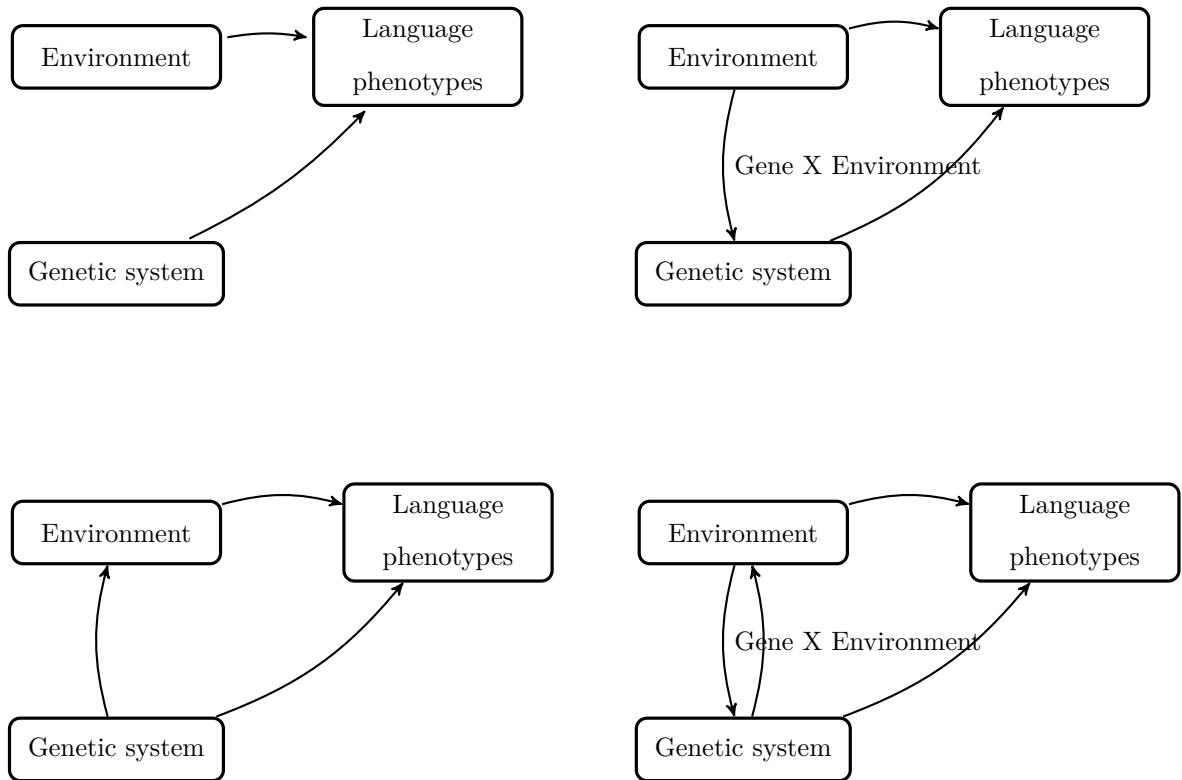 Environment
Language
phenotypes
Genetic system
Environment
Language
phenotypes
Gene X Environment
Genetic system
Environment
Language
phenotypes
Genetic system
Environment
Language
phenotypes
Gene X Environment
Genetic system